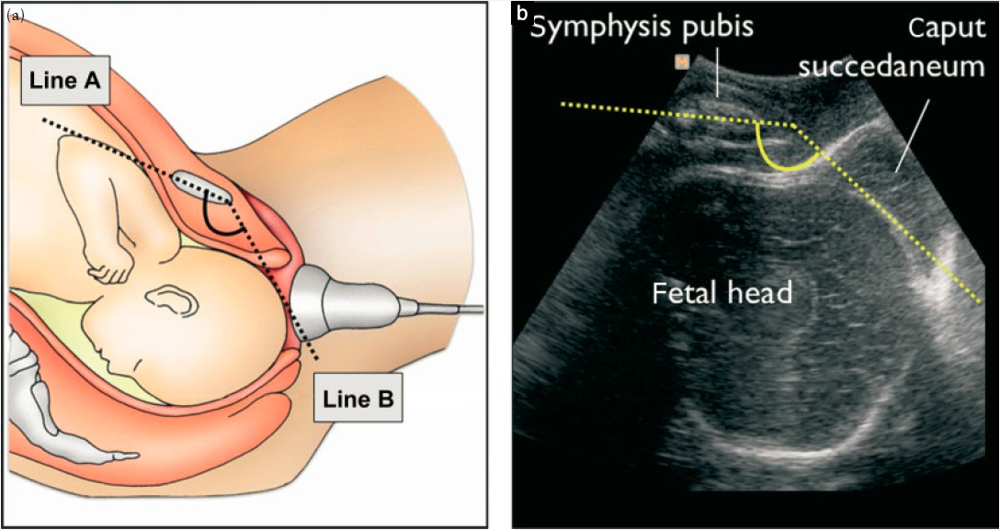 (a)
Line A
Line B
b
Symphysis pubis
Caput
succedaneum
M
Fetal head